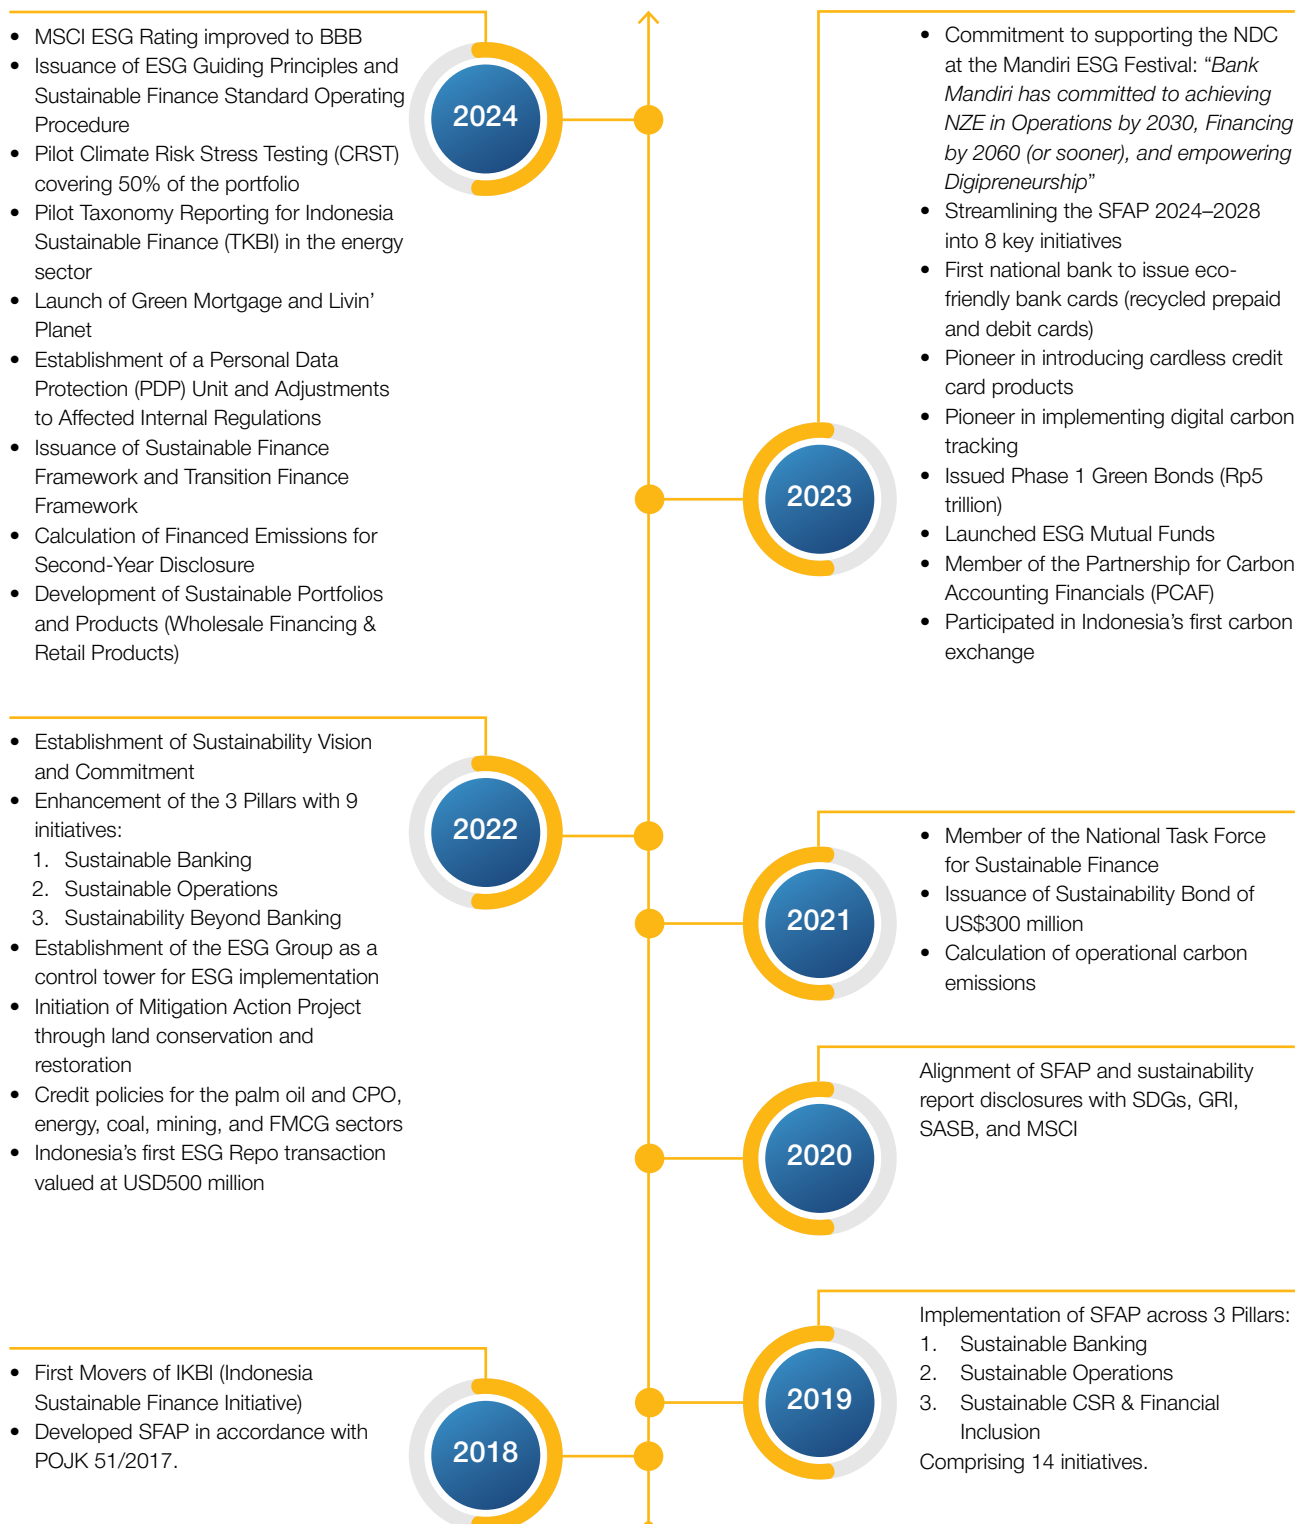 2024
• MSCI ESG Rating improved to BBB
• Issuance of ESG Guiding Principles and
Sustainable Finance Standard Operating
Procedure
• Pilot Climate Risk Stress Testing (CRST)
covering 50% of the portfolio
• Pilot Taxonomy Reporting for Indonesia
Sustainable Finance (TKBI) in the energy
sector
• Launch of Green Mortgage and Livin’
Planet
• Establishment of a Personal Data
Protection (PDP) Unit and Adjustments
to Affected Internal Regulations
• Issuance of Sustainable Finance
Framework and Transition Finance
Framework
• Calculation of Financed Emissions for
Second-Year Disclosure
• Development of Sustainable Portfolios
and Products (Wholesale Financing &
Retail Products)
2023
• Commitment to supporting the NDC
at the Mandiri ESG Festival: “Bank
Mandiri has committed to achieving
NZE in Operations by 2030, Financing
by 2060 (or sooner), and empowering
Digipreneurship”
• Streamlining the SFAP 2024–2028
into 8 key initiatives
• First national bank to issue eco-
friendly bank cards (recycled prepaid
and debit cards)
• Pioneer in introducing cardless credit
card products
• Pioneer in implementing digital carbon
tracking
• Issued Phase 1 Green Bonds (Rp5
trillion)
• Launched ESG Mutual Funds
• Member of the Partnership for Carbon
Accounting Financials (PCAF)
• Participated in Indonesia’s first carbon
exchange
2022
• Establishment of Sustainability Vision
and Commitment
• Enhancement of the 3 Pillars with 9
initiatives:
1. Sustainable Banking
2. Sustainable Operations
3. Sustainability Beyond Banking
• Establishment of the ESG Group as a
control tower for ESG implementation
• Initiation of Mitigation Action Project
through land conservation and
restoration
• Credit policies for the palm oil and CPO,
energy, coal, mining, and FMCG sectors
• Indonesia’s first ESG Repo transaction
valued at USD500 million
2021
• Member of the National Task Force
for Sustainable Finance
• Issuance of Sustainability Bond of
US$300 million
• Calculation of operational carbon
emissions
2020
Alignment of SFAP and sustainability
report disclosures with SDGs, GRI,
SASB, and MSCI
2019
Implementation of SFAP across 3 Pillars:
1. Sustainable Banking
2. Sustainable Operations
3. Sustainable CSR & Financial
Inclusion
Comprising 14 initiatives.
2018
• First Movers of IKBI (Indonesia
Sustainable Finance Initiative)
• Developed SFAP in accordance with
POJK 51/2017.